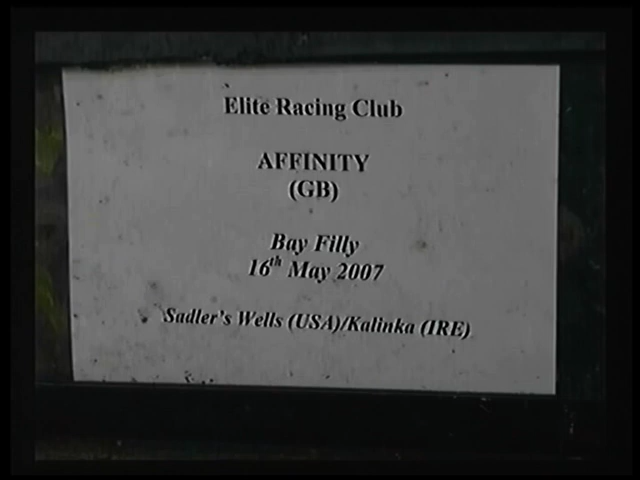 Elite Racing Club
AFFINITY
(GB)
Bay Filly
16th May 2007
Sadler's Wells (USA)/Kalinka (IRE)